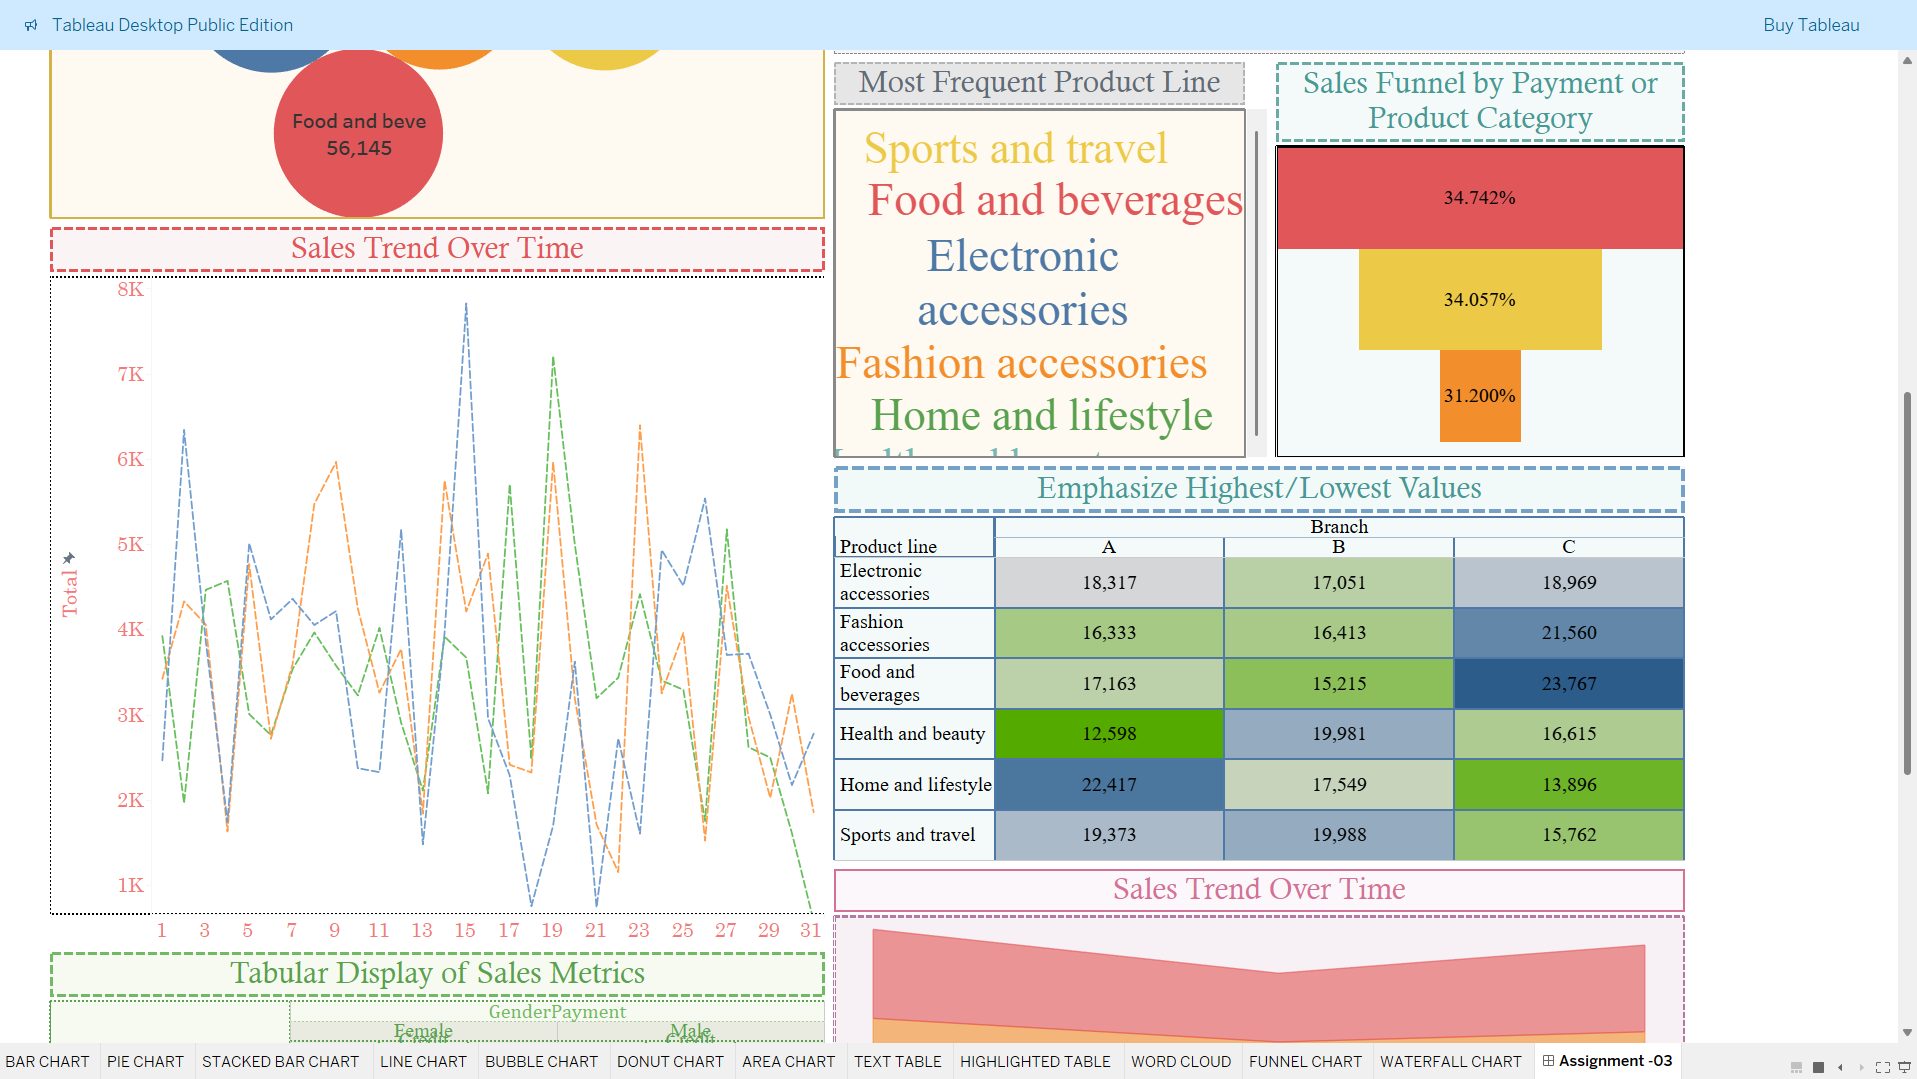 Tableau Desktop Public Edition
Buy Tableau
Food and beve
56,145
Sales Trend Over Time
8K
7K
6K
5K
4K
3K
2K
1K
Total
1 3 5 7 9 11 13 15 17 19 21 23 25 27 29 31
Tabular Display of Sales Metrics
GenderPayment
Female Male
Credit Credit
Most Frequent Product Line
Sports and travel
Food and beverages
Electronic
accessories
Fashion accessories
Home and lifestyle
Sales Funnel by Payment or
Product Category
34.742%
34.057%
31.200%
Emphasize Highest/Lowest Values
Branch
Product line A B C
Electronic
accessories 18,317 17,051 18,969
Fashion
accessories 16,333 16,413 21,560
Food and
beverages 17,163 15,215 23,767
Health and beauty 12,598 19,981 16,615
Home and lifestyle 22,417 17,549 13,896
Sports and travel 19,373 19,988 15,762
Sales Trend Over Time
BAR CHART PIE CHART STACKED BAR CHART LINE CHART BUBBLE CHART DONUT CHART AREA CHART TEXT TABLE HIGHLIGHTED TABLE WORD CLOUD FUNNEL CHART WATERFALL CHART Assignment -03